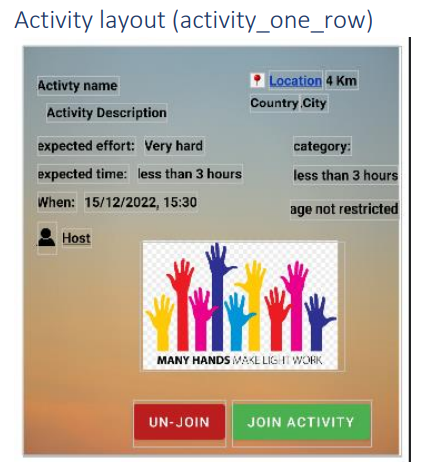 Activity layout (activity_one_row)
Activty name
📍 Location 4 Km
Country,City
Activity Description
expected effort: Very hard
category:
expected time: less than 3 hours
less than 3 hours
When: 15/12/2022, 15:30
age not restricted
Host
MANY HANDS MAKE LIGHT WORK
UN-JOIN
JOIN ACTIVITY